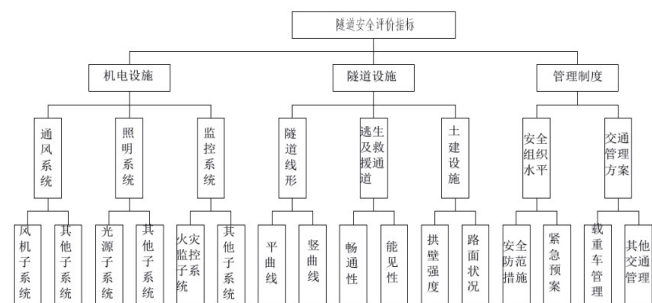 隧道安全评价指标
机电设施
隧道设施
管理制度
通风系统
照明系统
监控系统
隧道线形
逃生及救援通道
土建设施
安全组织水平
交通管理方案
风机子系统
其他子系统
光源子系统
其他子系统
火灾监控子系统
其他子系统
平曲线
竖曲线
畅通性
能见性
拱壁强度
路面状况
安全防范措施
紧急预案
载重车管理
其他交通管理